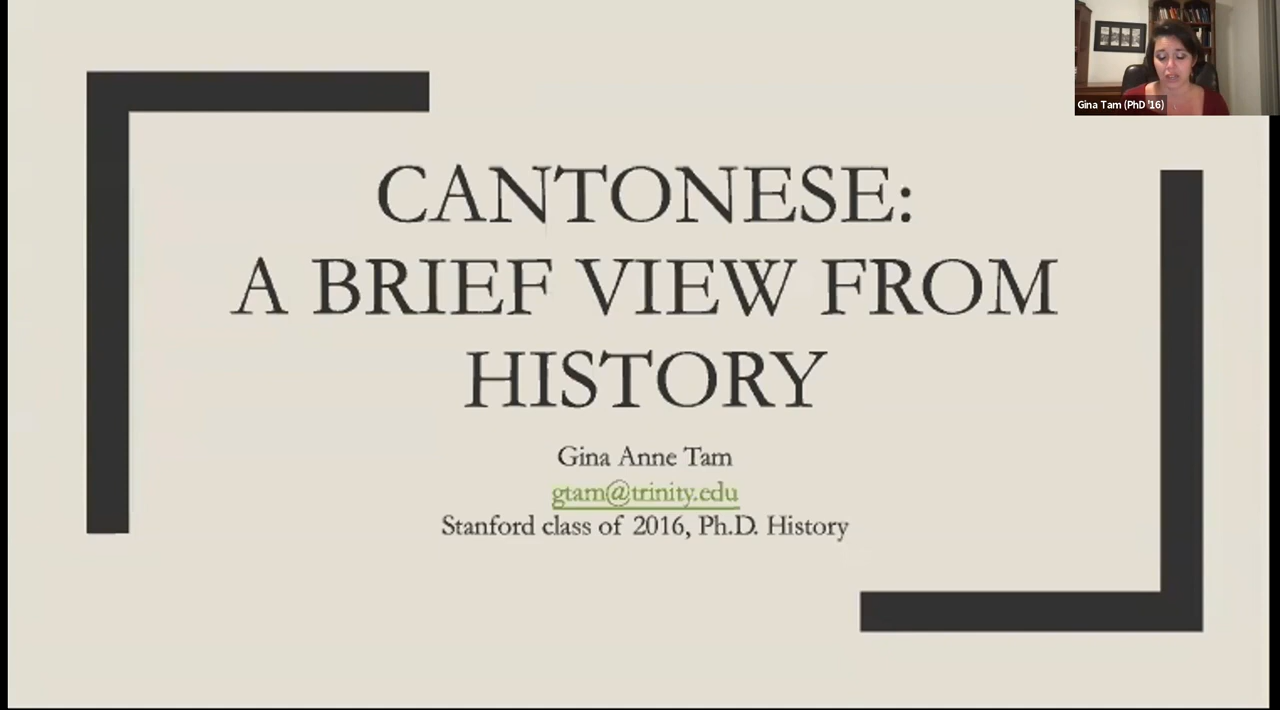 Gina Tam (PhD '16)
CANTONESE:
A BRIEF VIEW FROM
HISTORY
Gina Anne Tam
gtam@trinity.edu
Stanford class of 2016, Ph.D. History